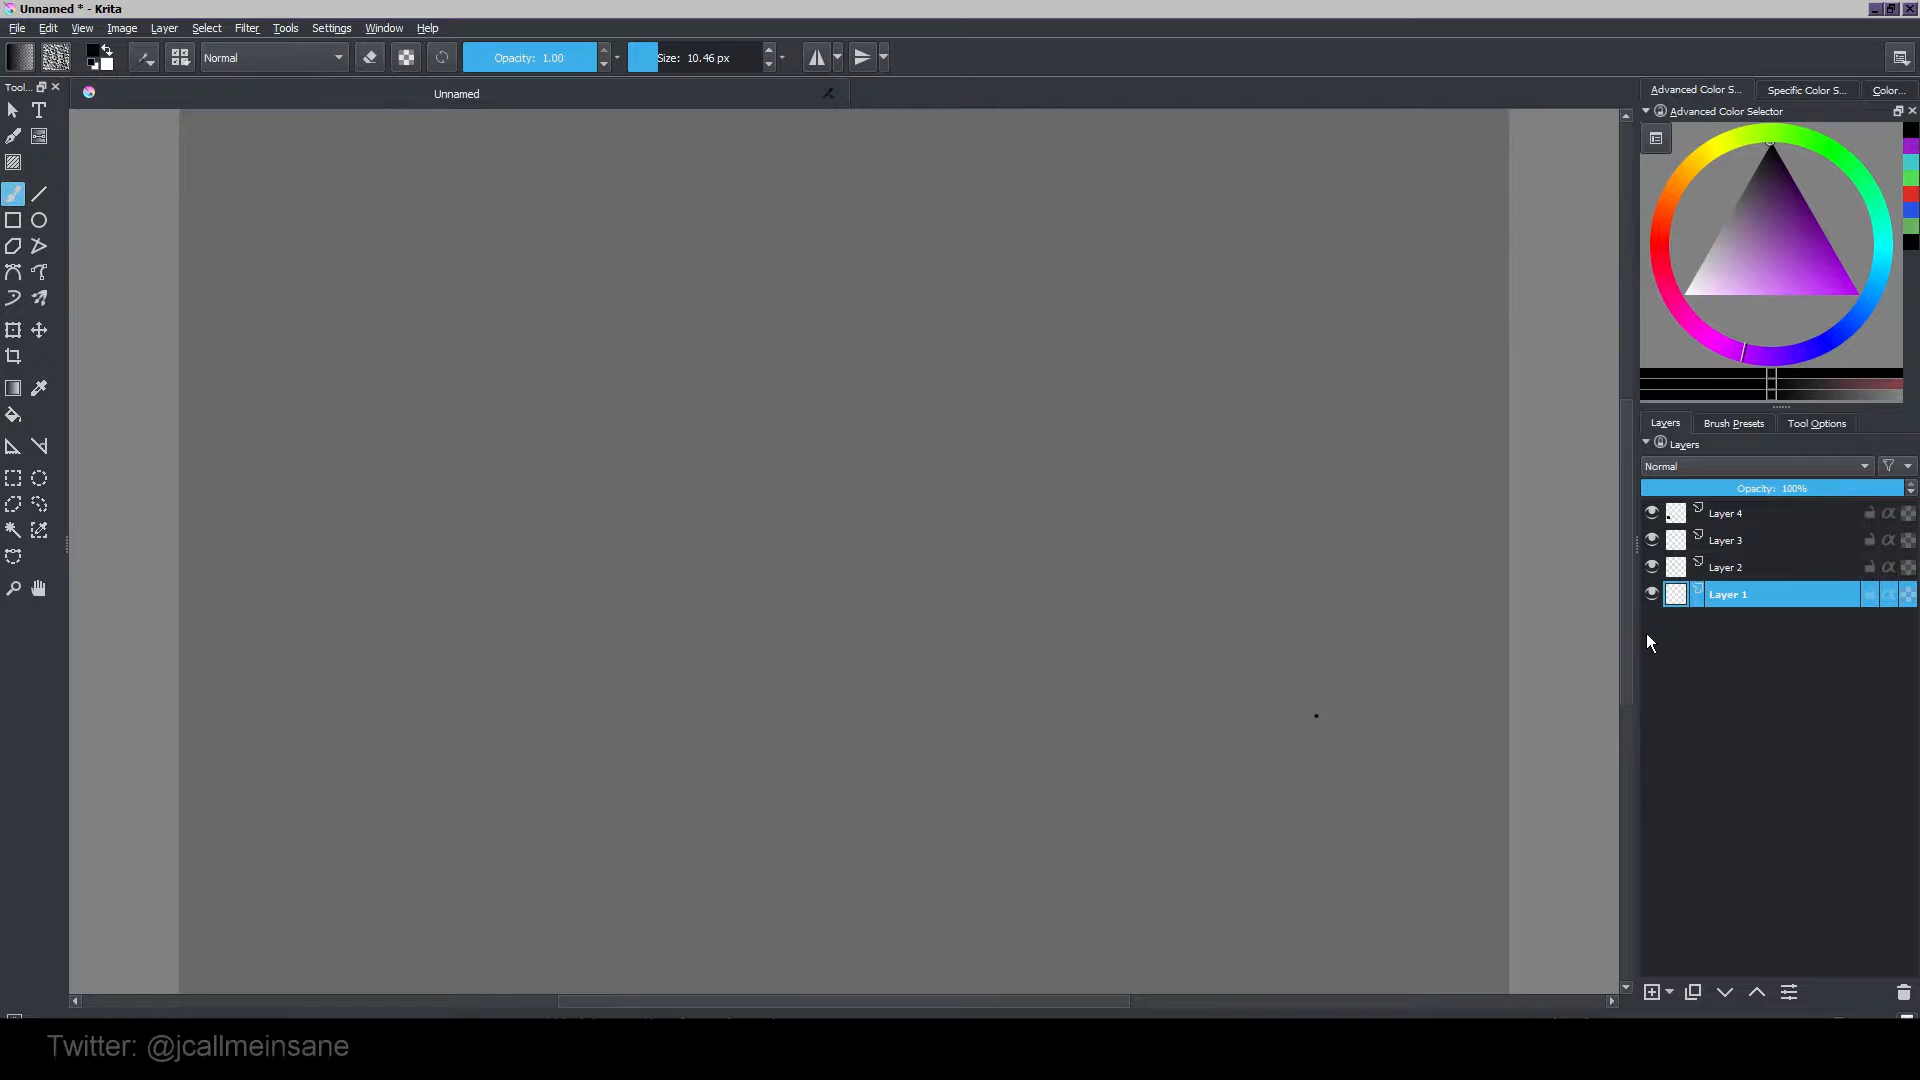 Unnamed * - Krita
File Edit View Image Layer Select Filter Tools Settings Window Help
Normal Opacity: 1.00 Size: 10.46 px
Tool...
Unnamed
Advanced Color S... Specific Color S... Color...
Advanced Color Selector
Layers Brush Presets Tool Options
Layers
Normal
Opacity: 100%
Layer 4
Layer 3
Layer 2
Layer 1
Twitter: @jcallmeinsane